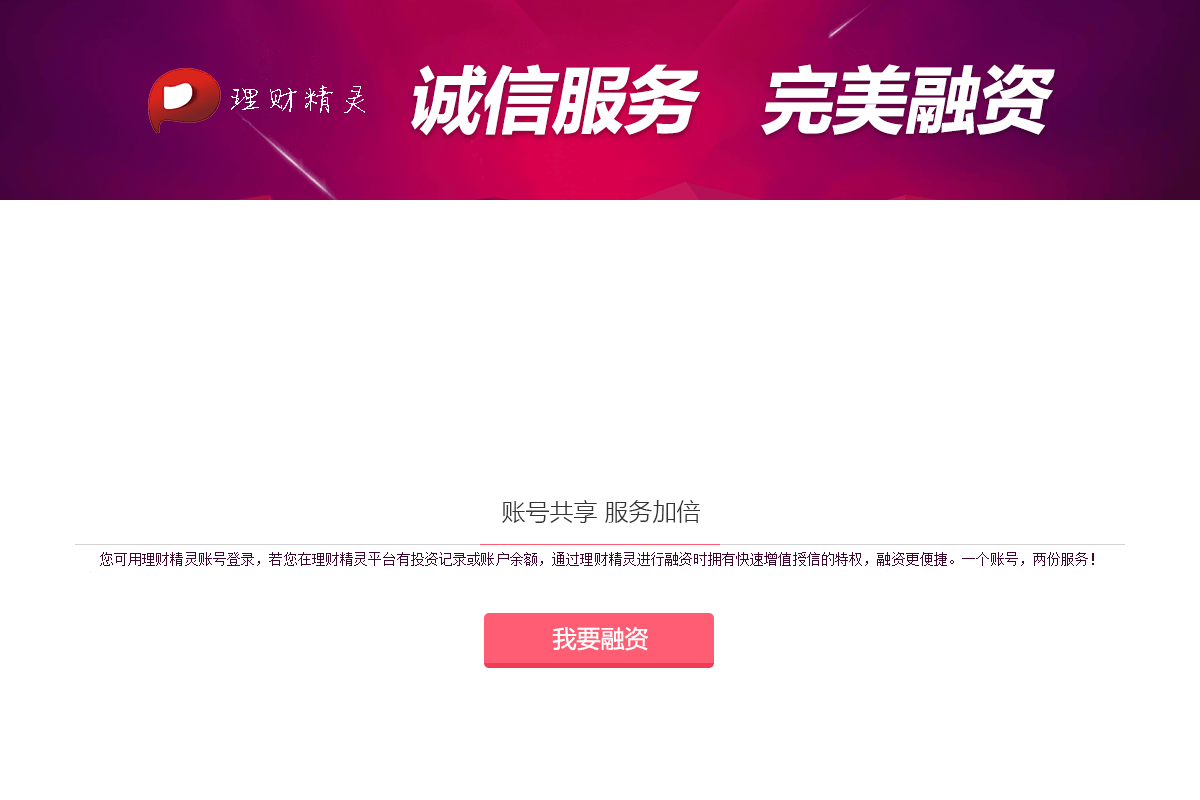 理财精灵
诚信服务 完美融资
账号共享 服务加倍
您可用理财精灵账号登录，若您在理财精灵平台有投资记录或账户余额，通过理财精灵进行融资时拥有快速增值授信的特权，融资更便捷。一个账号，两份服务！
我要融资